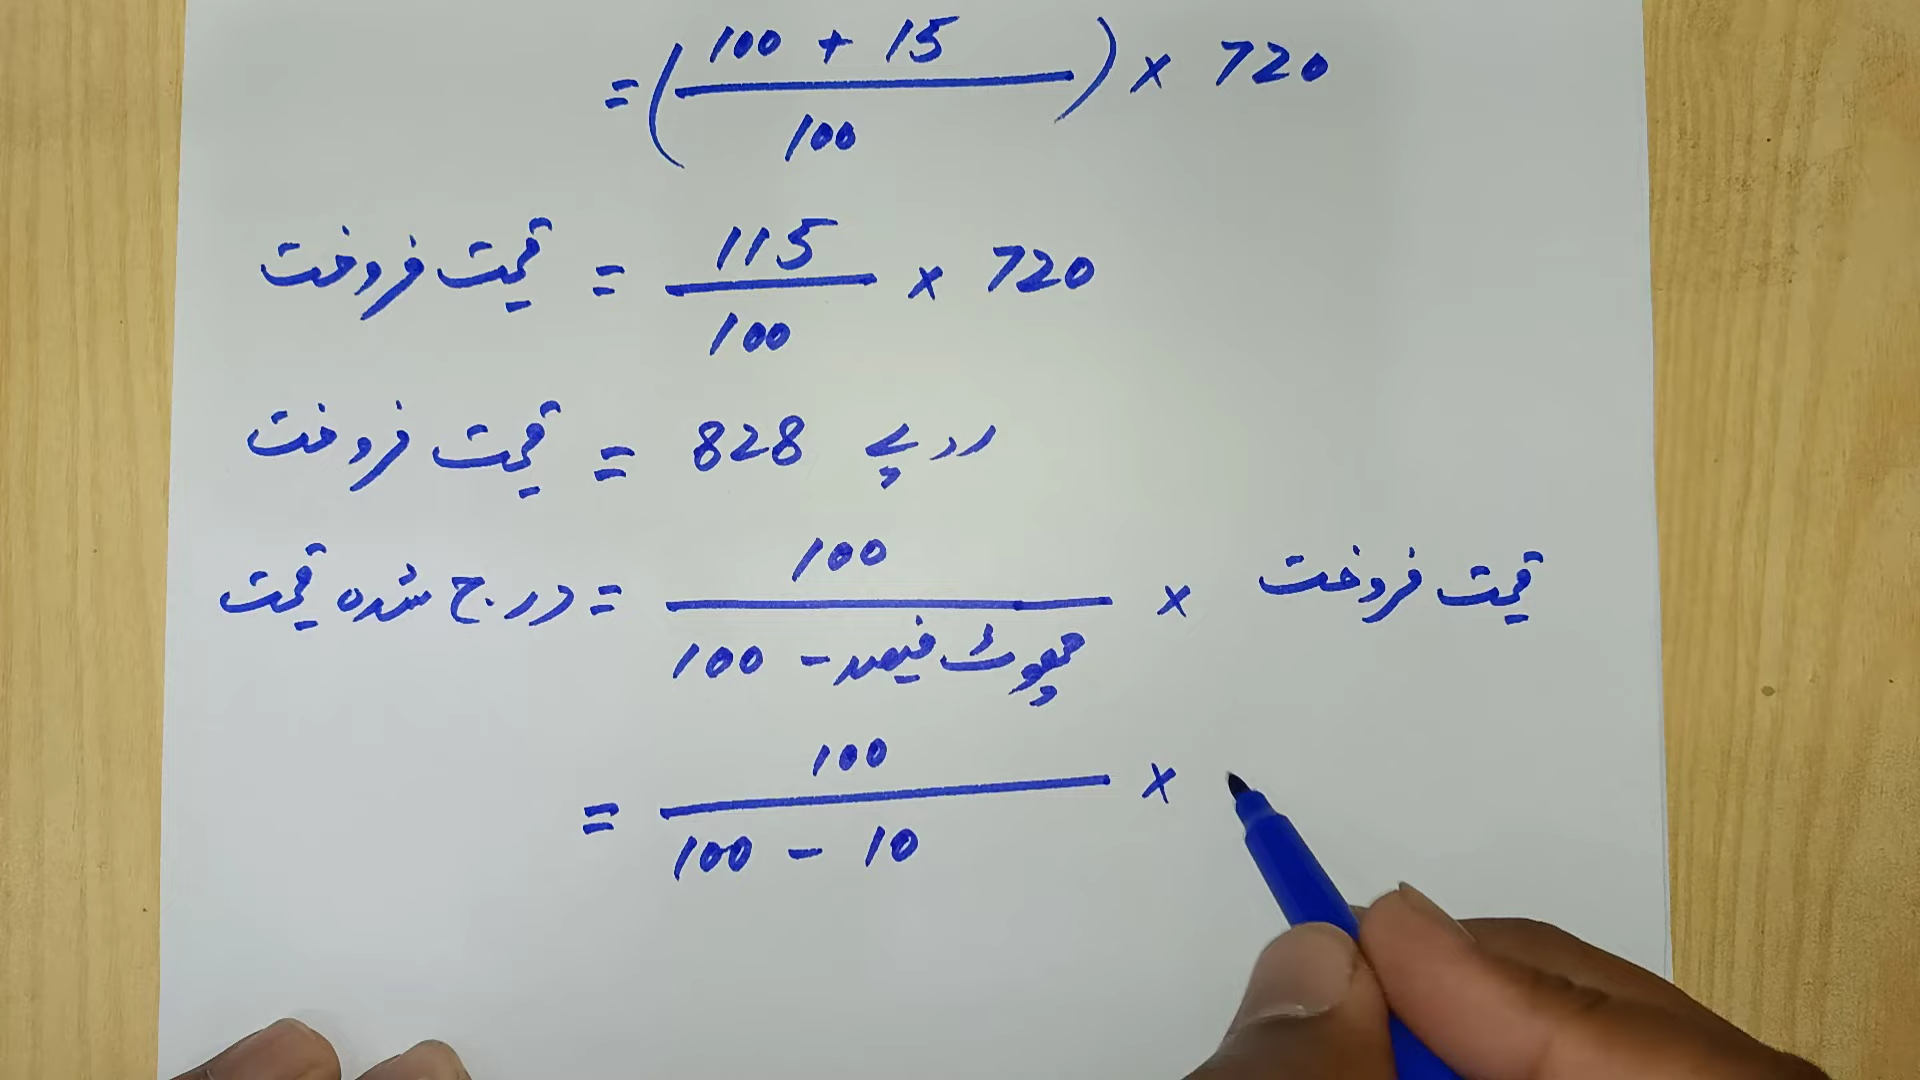 = (100 + 15 / 100) × 720
قیمت فروخت = 115 / 100 × 720
قیمت فروخت = 828 روپے
درج شدہ قیمت = 100 / 100 - چھوٹ فیصد × قیمت فروخت
= 100 / 100 - 10 ×